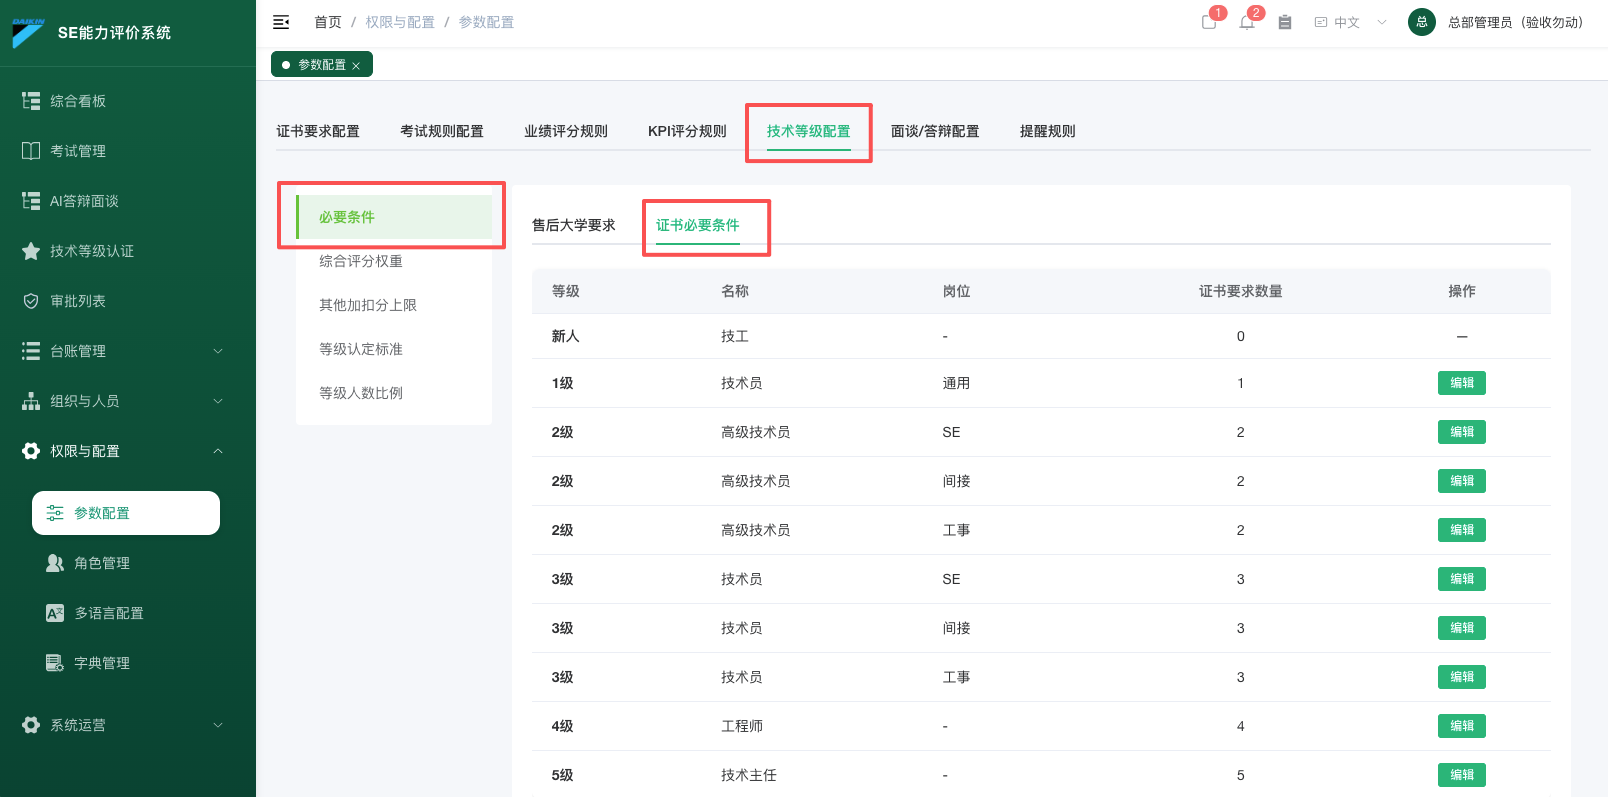 DAIKIN
SE能力评价系统
首页 / 权限与配置 / 参数配置
1
2
中文
总
总部管理员（验收勿动）
参数配置 ×
综合看板
考试管理
AI答辩面谈
技术等级认证
审批列表
台账管理
组织与人员
权限与配置
参数配置
角色管理
多语言配置
字典管理
系统运营
证书要求配置 考试规则配置 业绩评分规则 KPI评分规则 技术等级配置 面谈/答辩配置 提醒规则
必要条件
综合评分权重
其他加扣分上限
等级认定标准
等级人数比例
售后大学要求 证书必要条件
等级 名称 岗位 证书要求数量 操作
新人 技工 - 0 —
1级 技术员 通用 1 编辑
2级 高级技术员 SE 2 编辑
2级 高级技术员 间接 2 编辑
2级 高级技术员 工事 2 编辑
3级 技术员 SE 3 编辑
3级 技术员 间接 3 编辑
3级 技术员 工事 3 编辑
4级 工程师 - 4 编辑
5级 技术主任 - 5 编辑